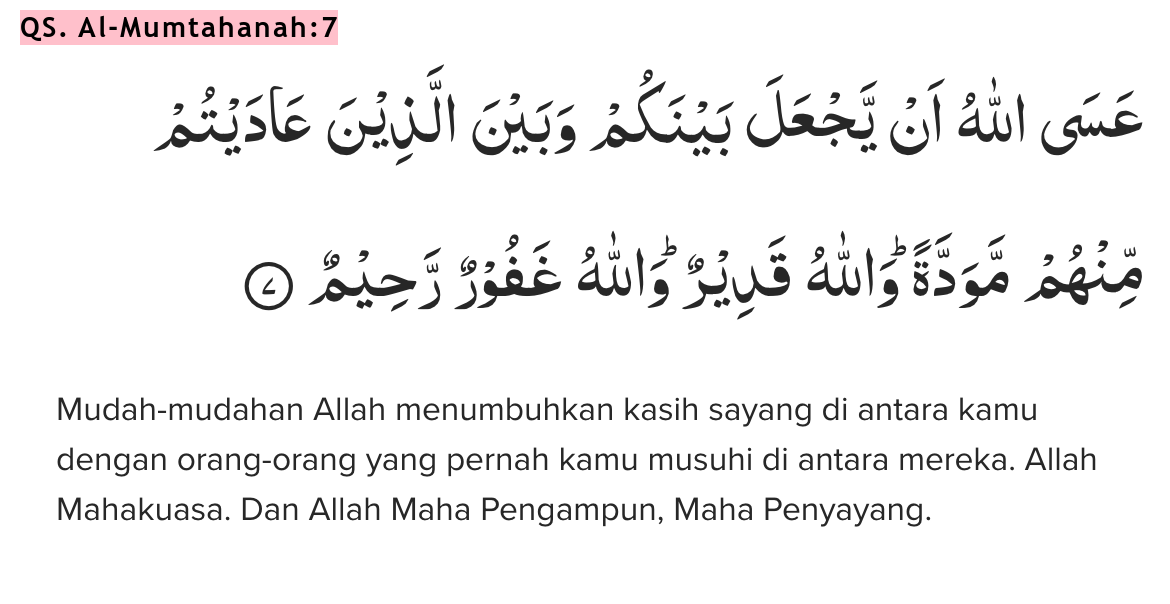 QS. Al-Mumtahanah:7
عَسَى اللّٰهُ اَنْ يَّجْعَلَ بَيْنَكُمْ وَبَيْنَ الَّذِيْنَ عَادَيْتُمْ
مِّنْهُمْ مَّوَدَّةًۗ وَاللّٰهُ قَدِيْرٌۗ وَاللّٰهُ غَفُوْرٌ رَّحِيْمٌ ٧
Mudah-mudahan Allah menumbuhkan kasih sayang di antara kamu
dengan orang-orang yang pernah kamu musuhi di antara mereka. Allah
Mahakuasa. Dan Allah Maha Pengampun, Maha Penyayang.